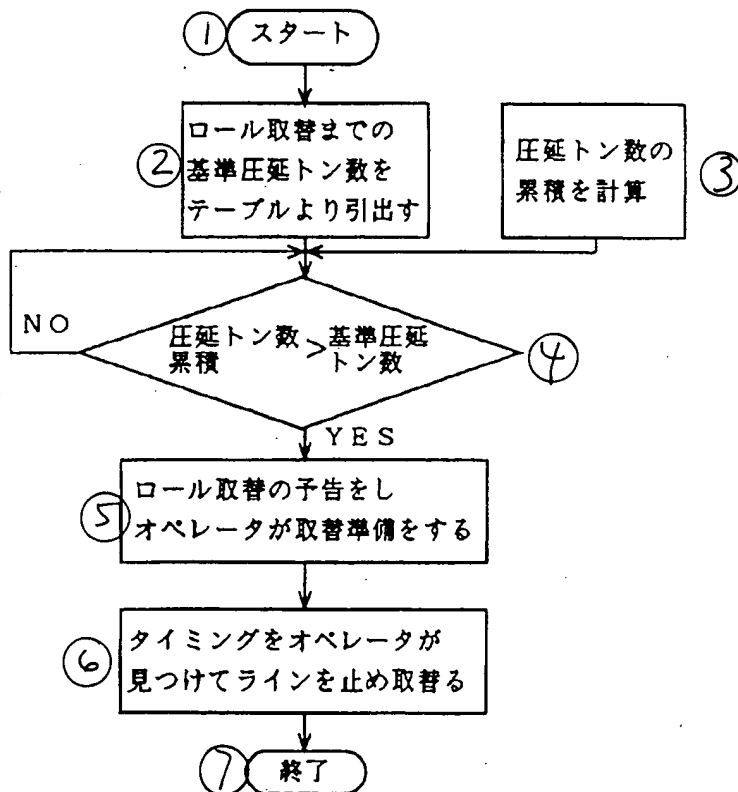 ① スタート
② ロール取替までの
基準圧延トン数を
テーブルより引出す
圧延トン数の
累積を計算
③
NO
圧延トン数 > 基準圧延
累積 トン数
④
YES
⑤ ロール取替の予告をし
オペレータが取替準備をする
⑥ タイミングをオペレータが
見つけてラインを止め取替る
⑦ 終了